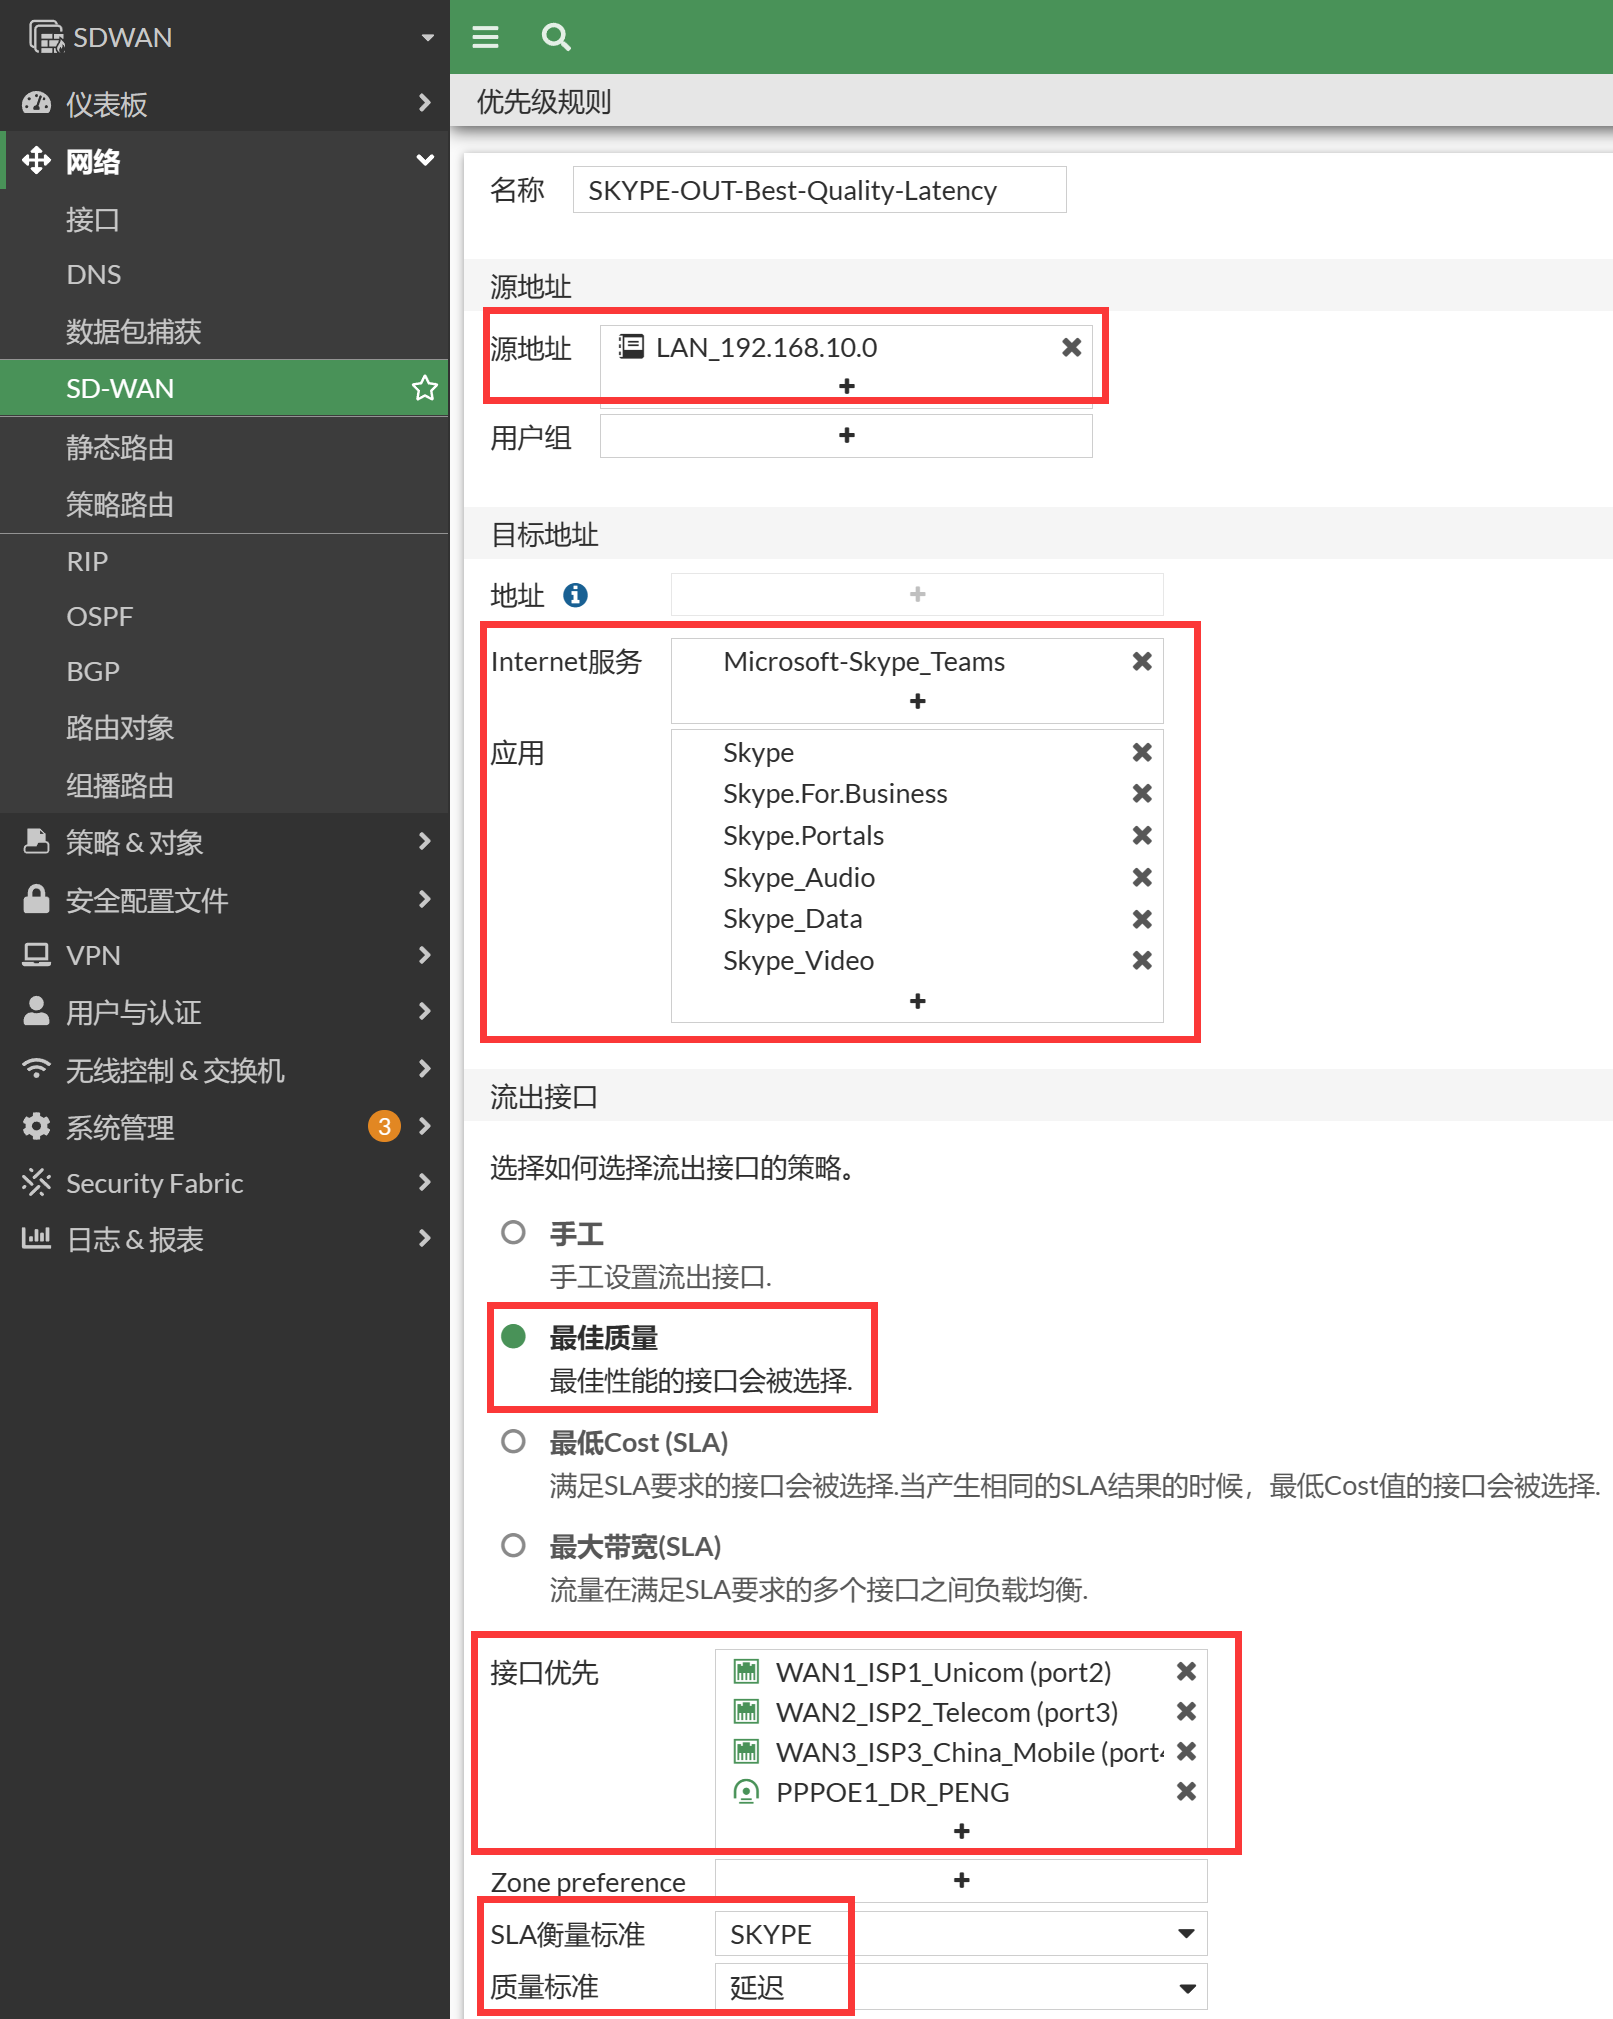 SDWAN
仪表板
网络
接口
DNS
数据包捕获
SD-WAN
静态路由
策略路由
RIP
OSPF
BGP
路由对象
组播路由
策略 & 对象
安全配置文件
VPN
用户与认证
无线控制 & 交换机
系统管理 3
Security Fabric
日志 & 报表
优先级规则
名称 SKYPE-OUT-Best-Quality-Latency
源地址
源地址 LAN_192.168.10.0
用户组
目标地址
地址
Internet服务 Microsoft-Skype_Teams
应用 Skype
Skype.For.Business
Skype.Portals
Skype_Audio
Skype_Data
Skype_Video
流出接口
选择如何选择流出接口的策略。
手工
手工设置流出接口.
最佳质量
最佳性能的接口会被选择.
最低Cost (SLA)
满足SLA要求的接口会被选择.当产生相同的SLA结果的时候，最低Cost值的接口会被选择.
最大带宽(SLA)
流量在满足SLA要求的多个接口之间负载均衡.
接口优先 WAN1_ISP1_Unicom (port2)
WAN2_ISP2_Telecom (port3)
WAN3_ISP3_China_Mobile (port4
PPPOE1_DR_PENG
Zone preference
SLA衡量标准 SKYPE
质量标准 延迟